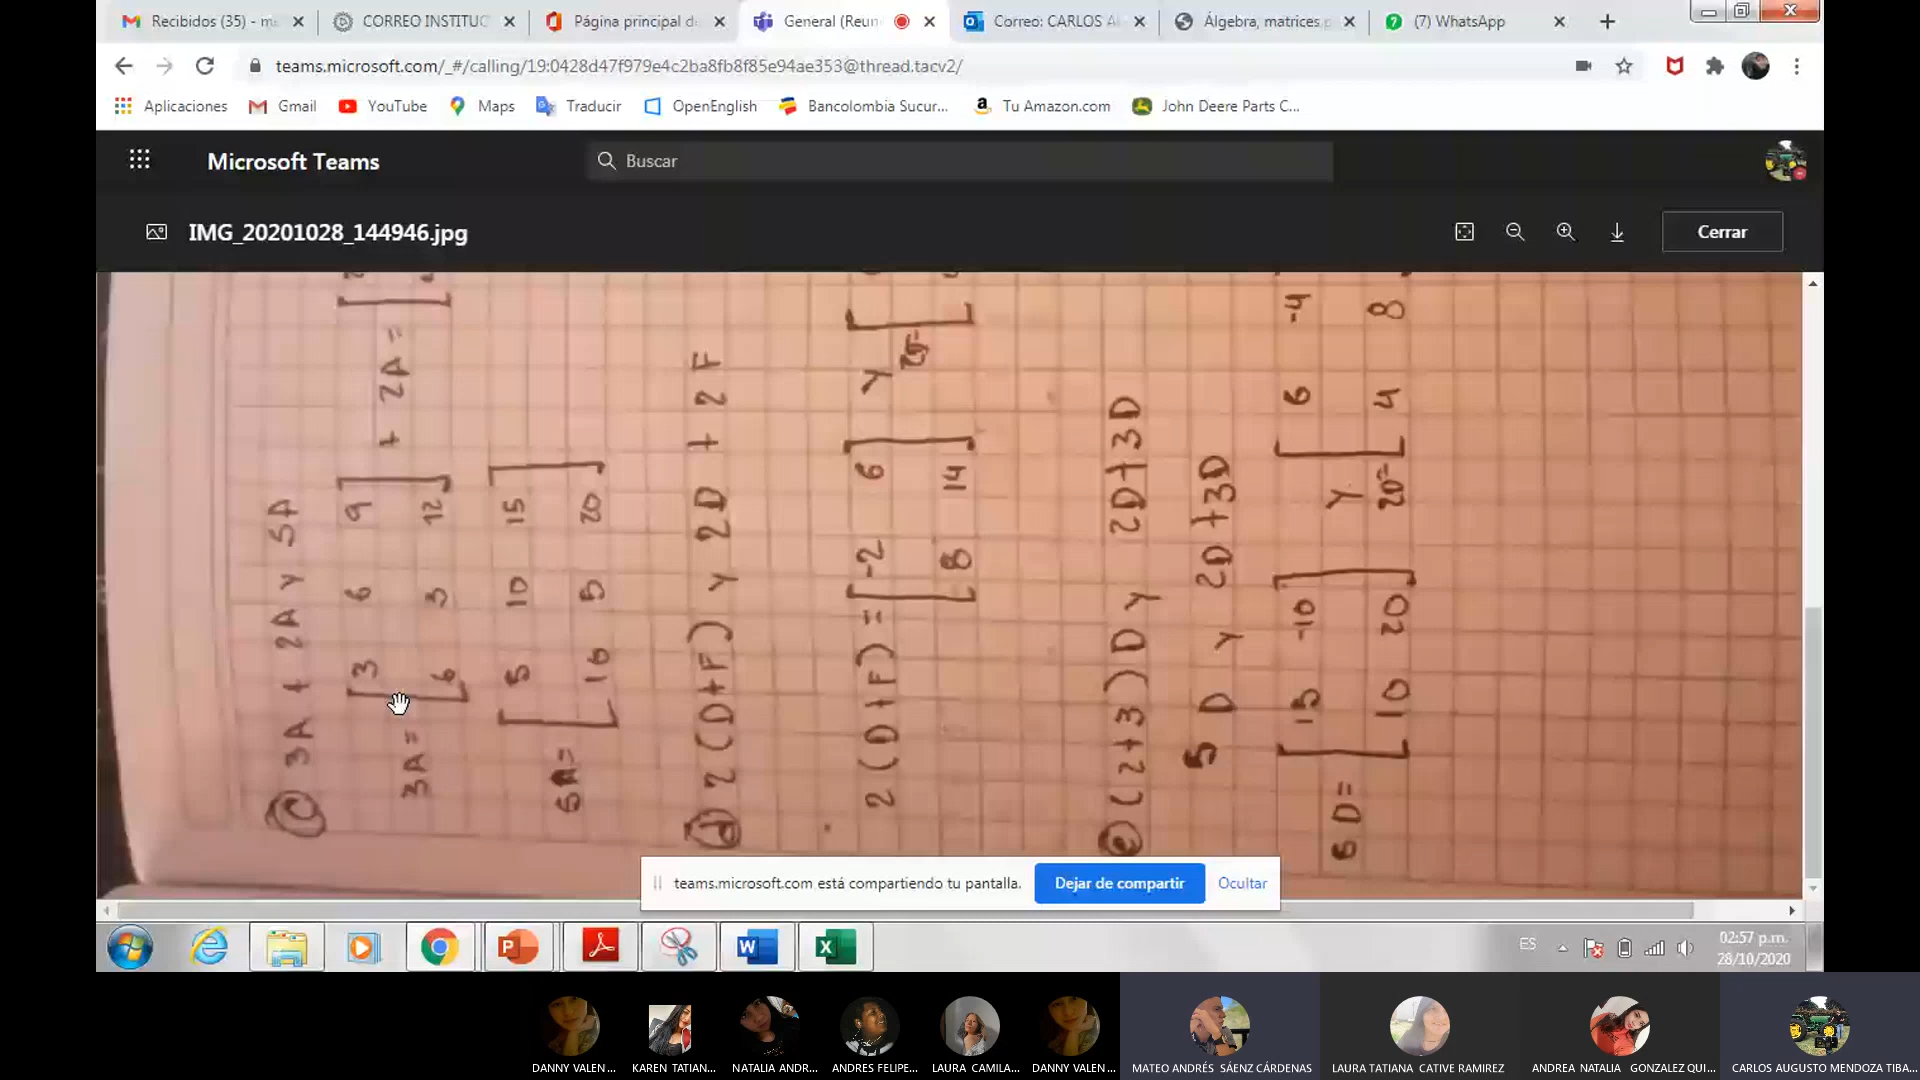 Recibidos (35) - m
CORREO INSTITUC
Página principal d
General (Reun
Correo: CARLOS A
Álgebra, matrices
(7) WhatsApp
teams.microsoft.com/_#/calling/19:0428d47f979e4c2ba8fb8f85e94ae353@thread.tacv2/
Aplicaciones
Gmail
YouTube
Maps
Traducir
OpenEnglish
Bancolombia Sucur...
Tu Amazon.com
John Deere Parts C...
Microsoft Teams
Buscar
IMG_20201028_144946.jpg
Cerrar
c 3A + 2A y 5A
3A = [3 6 9] + 2A = [
6 3 12
5A = [5 10 15]
10 5 20
d 2(D+F) y 2D + 2F
2(D+F) = [-2 6] y [
8 14
e (2+3)D y 2D+3D
5 D y 2D+3D
5D = [15 -10] y [6 -4
10 20 2D 4 8
teams.microsoft.com está compartiendo tu pantalla.
Dejar de compartir
Ocultar
ES
02:57 p.m.
28/10/2020
DANNY VALEN...
KAREN TATIAN...
NATALIA ANDR...
ANDRES FELIPE...
LAURA CAMILA...
DANNY VALEN...
MATEO ANDRÉS SÁENZ CÁRDENAS
LAURA TATIANA CATIVE RAMIREZ
ANDREA NATALIA GONZALEZ QUI...
CARLOS AUGUSTO MENDOZA TIBA...